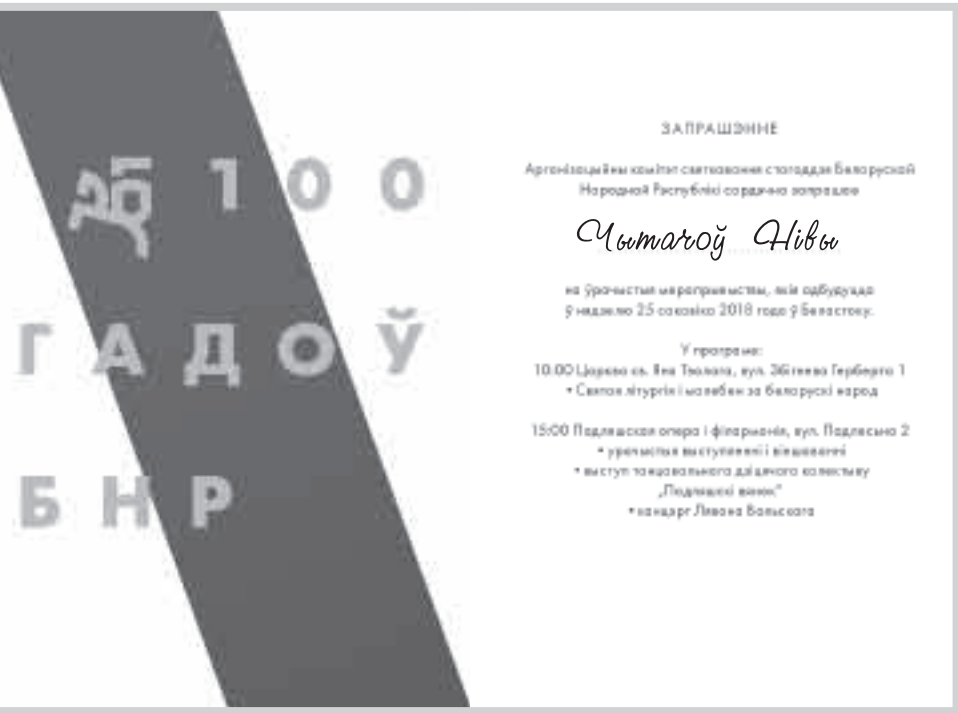 100
ГАДОЎ
БНР
ЗАПРАШЭННЕ
Арганізацыйны камітэт святкавання стагоддзя Беларускай
Народнай Рэспублікі сардэчна запрашае
Чытачоў Нівы
на ўрачыстыя мерапрыемствы, якія адбудуцца
ў нядзелю 25 сакавіка 2018 года ў Беластоку.
У праграме:
10.00 Царква св. Яна Тэолага, вул. Збігнева Герберта 1
• Святая літургія і малебен за беларускі народ
15:00 Падляшская опера і філармонія, вул. Падлесьна 2
• урачыстыя выступленні і віншаванні
• выступ танцавальнага дзіцячага калектыву
„Падляшскі вянок”
• канцэрт Лявона Вольскага